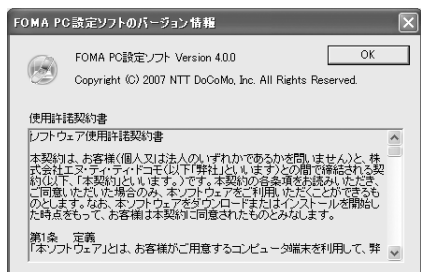 FOMA PC設定ソフトのバージョン情報
FOMA PC設定ソフト Version 4.0.0
OK
Copyright (C) 2007 NTT DoCoMo, Inc. All Rights Reserved.
使用許諾契約書
ソフトウェア使用許諾契約書
本契約は、お客様(個人又は法人のいずれかであるかを問いません)と、株
式会社エヌ・ティ・ティ・ドコモ(以下「弊社」といいます)との間で締結される契
約(以下、「本契約」といいます。)です。本契約の各条項をお読みいただき、
ご同意いただいた場合のみ、本ソフトウェアをご利用いただくことができるも
のとします。なお、本ソフトウェアをダウンロードまたはインストールを開始し
た時点をもって、お客様は本契約に同意されたものとみなします。
第1条 定義
「本ソフトウェア」とは、お客様がご用意するコンピュータ端末を利用して、弊